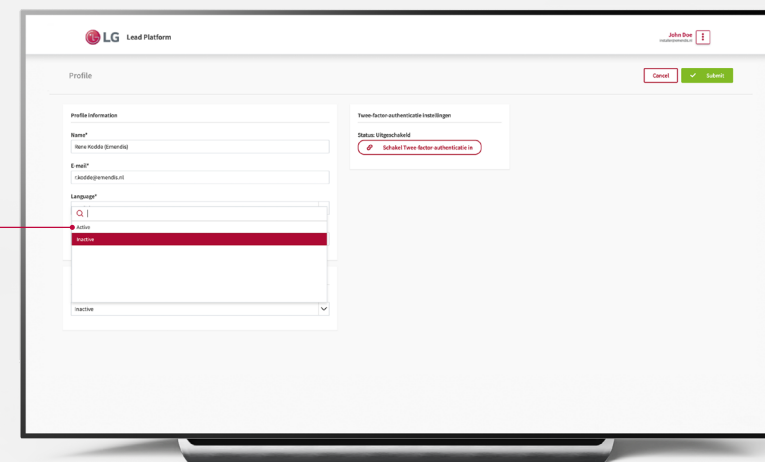 LG Lead Platform
John Doe
Profile
Cancel
Submit
Profile Information
Name*
Rene Kodde (Emendis)
E-mail*
r.kodde@emendis.nl
Language*
Active
Inactive
Inactive
Twee-factor-authenticatie instellingen
Status: Uitgeschakeld
Schakel Twee-factor-authenticatie in